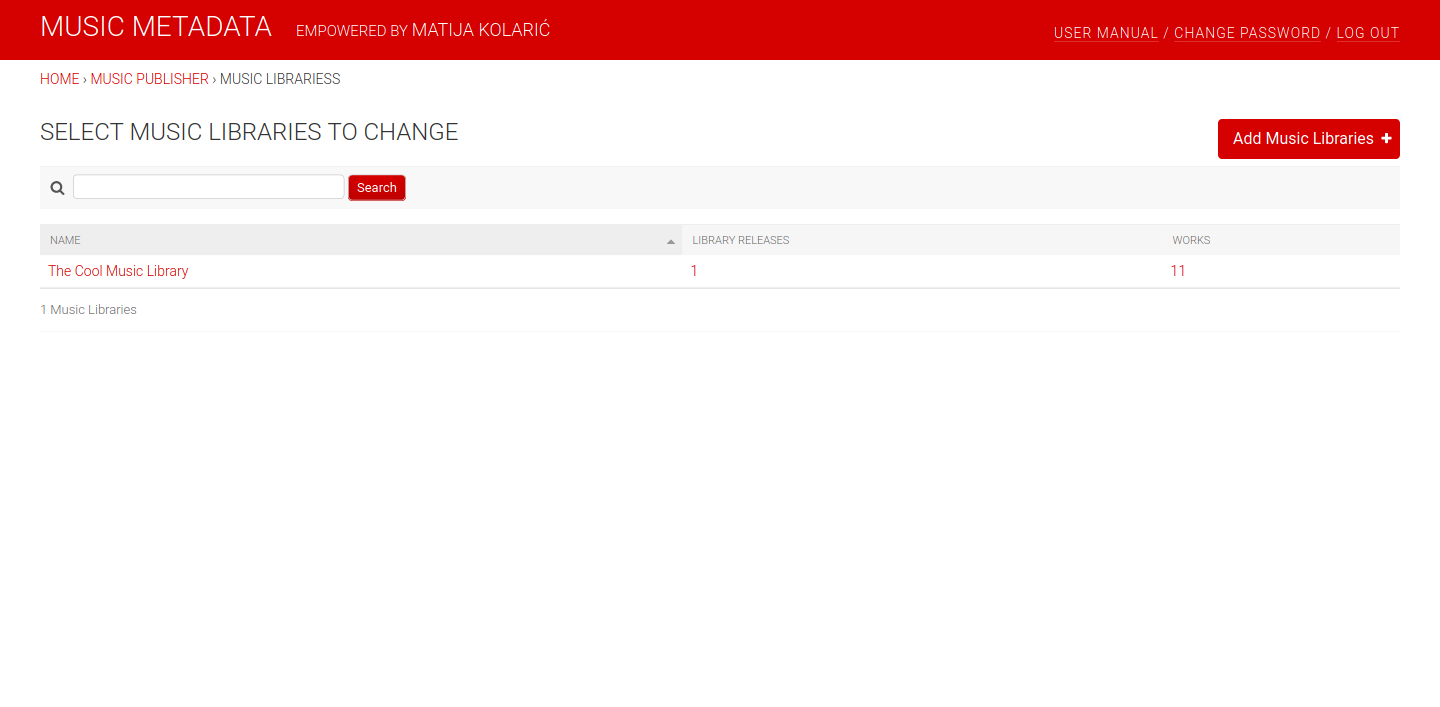 MUSIC METADATA EMPOWERED BY MATIJA KOLARIĆ USER MANUAL / CHANGE PASSWORD / LOG OUT
HOME › MUSIC PUBLISHER › MUSIC LIBRARIESS
SELECT MUSIC LIBRARIES TO CHANGE
Add Music Libraries
Search
NAME LIBRARY RELEASES WORKS
The Cool Music Library 1 11
1 Music Libraries